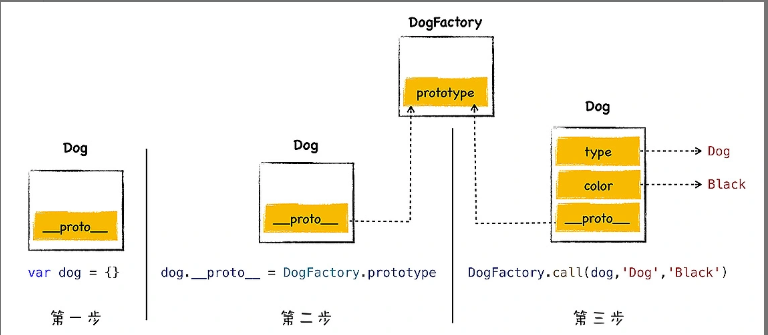 DogFactory
prototype
Dog
__proto__
var dog = {}
第一步
Dog
__proto__
dog.__proto__ = DogFactory.prototype
第二步
Dog
type
Dog
color
Black
__proto__
DogFactory.call(dog,'Dog','Black')
第三步